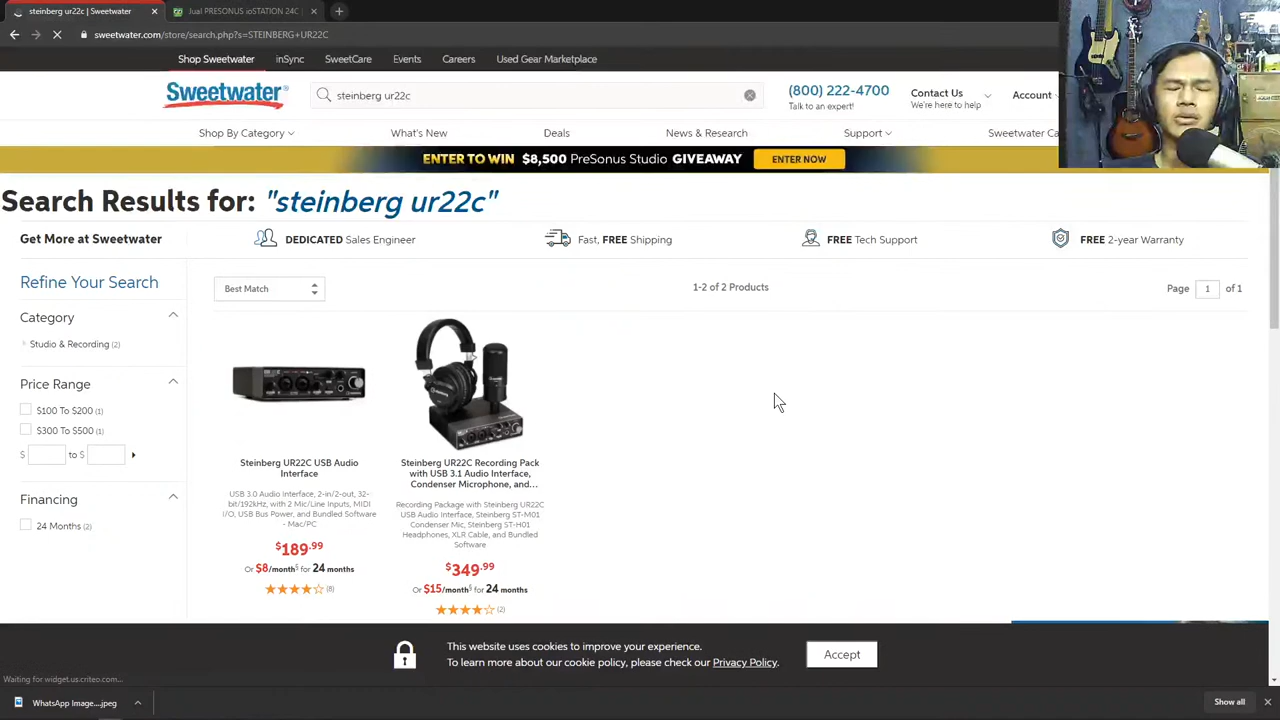 steinberg ur22c | Sweetwater
Jual PRESONUS ioSTATION 24C |
sweetwater.com/store/search.php?s=STEINBERG+UR22C
Shop Sweetwater inSync SweetCare Events Careers Used Gear Marketplace
Sweetwater
steinberg ur22c
(800) 222-4700
Talk to an expert!
Contact Us
We're here to help
Account
Shop By Category What's New Deals News & Research Support Sweetwater Ca
ENTER TO WIN $8,500 PreSonus Studio GIVEAWAY ENTER NOW
Search Results for: "steinberg ur22c"
Get More at Sweetwater DEDICATED Sales Engineer Fast, FREE Shipping FREE Tech Support FREE 2-year Warranty
Refine Your Search
Category
Studio & Recording (2)
Price Range
$100 To $200 (1)
$300 To $500 (1)
$ to $
Financing
24 Months (2)
Best Match
1-2 of 2 Products
Page 1 of 1
Steinberg UR22C USB Audio
Interface
USB 3.0 Audio Interface, 2-in/2-out, 32-
bit/192kHz, with 2 Mic/Line Inputs, MIDI
I/O, USB Bus Power, and Bundled Software
- Mac/PC
$189.99
Or $8/month§ for 24 months
(8)
Steinberg UR22C Recording Pack
with USB 3.1 Audio Interface,
Condenser Microphone, and...
Recording Package with Steinberg UR22C
USB Audio Interface, Steinberg ST-M01
Condenser Mic, Steinberg ST-H01
Headphones, XLR Cable, and Bundled
Software
$349.99
Or $15/month§ for 24 months
(2)
This website uses cookies to improve your experience.
To learn more about our cookie policy, please check our Privacy Policy.
Accept
Waiting for widget.us.criteo.com...
WhatsApp Image....jpeg
Show all